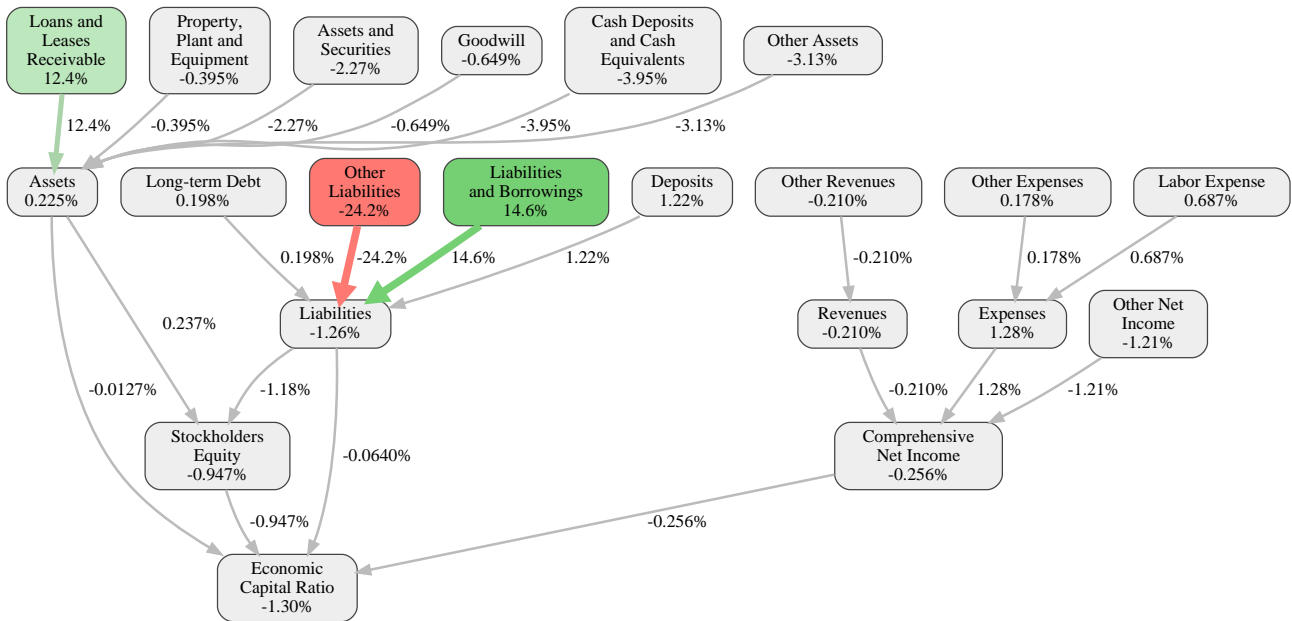 Loans and
Leases
Receivable
12.4%
Property,
Plant and
Equipment
-0.395%
Assets and
Securities
-2.27%
Goodwill
-0.649%
Cash Deposits
and Cash
Equivalents
-3.95%
Other Assets
-3.13%
12.4%
-0.395%
-2.27%
-0.649%
-3.95%
-3.13%
Assets
0.225%
Long-term Debt
0.198%
Other
Liabilities
-24.2%
Liabilities
and Borrowings
14.6%
Deposits
1.22%
Other Revenues
-0.210%
Other Expenses
0.178%
Labor Expense
0.687%
0.198%
-24.2%
14.6%
1.22%
-0.210%
0.178%
0.687%
0.237%
Liabilities
-1.26%
Revenues
-0.210%
Expenses
1.28%
Other Net
Income
-1.21%
-0.0127%
-1.18%
-0.210%
1.28%
-1.21%
Stockholders
Equity
-0.947%
-0.0640%
Comprehensive
Net Income
-0.256%
-0.947%
-0.256%
Economic
Capital Ratio
-1.30%